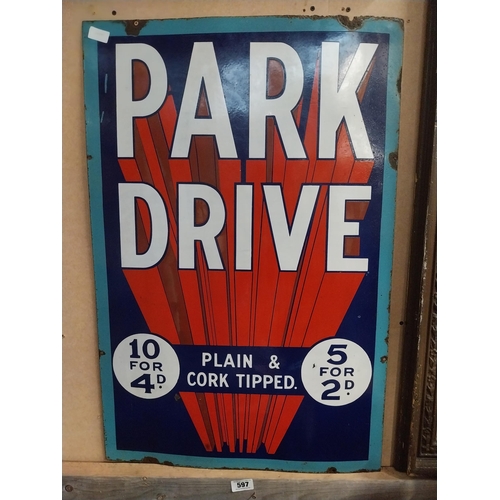 PARK
DRIVE
10
FOR
4D.
PLAIN &
CORK TIPPED.
5
FOR
2D.
597